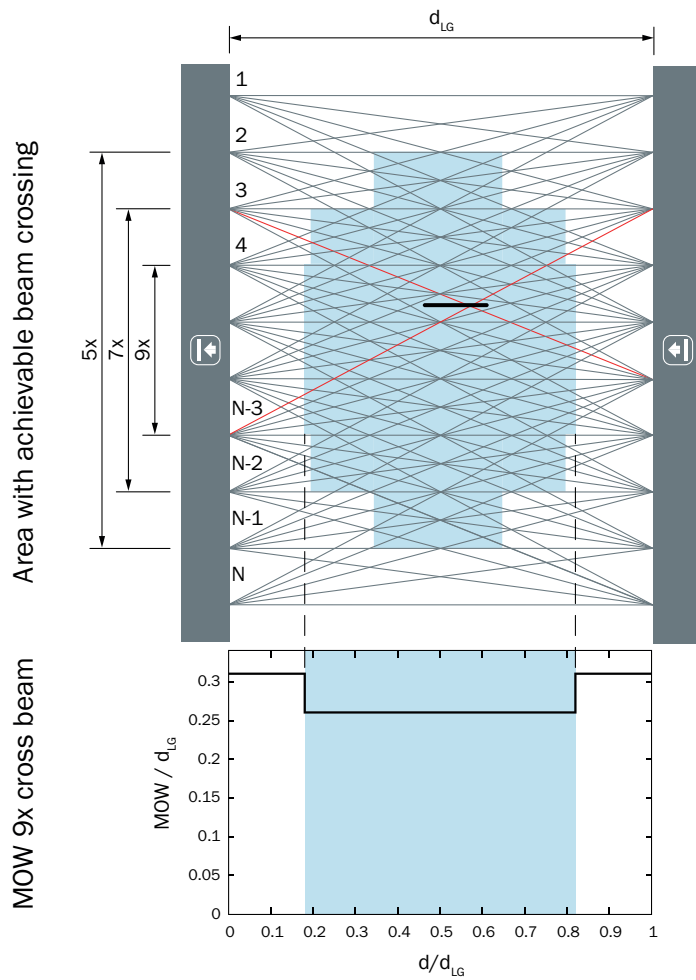 d_LG
Area with achievable beam crossing
1
2
3
4
5x
7x
9x
N-3
N-2
N-1
N
MOW 9x cross beam
MOW / d_LG
0.3
0.25
0.2
0.15
0.1
0.05
0
0 0.1 0.2 0.3 0.4 0.5 0.6 0.7 0.8 0.9 1
d/d_LG